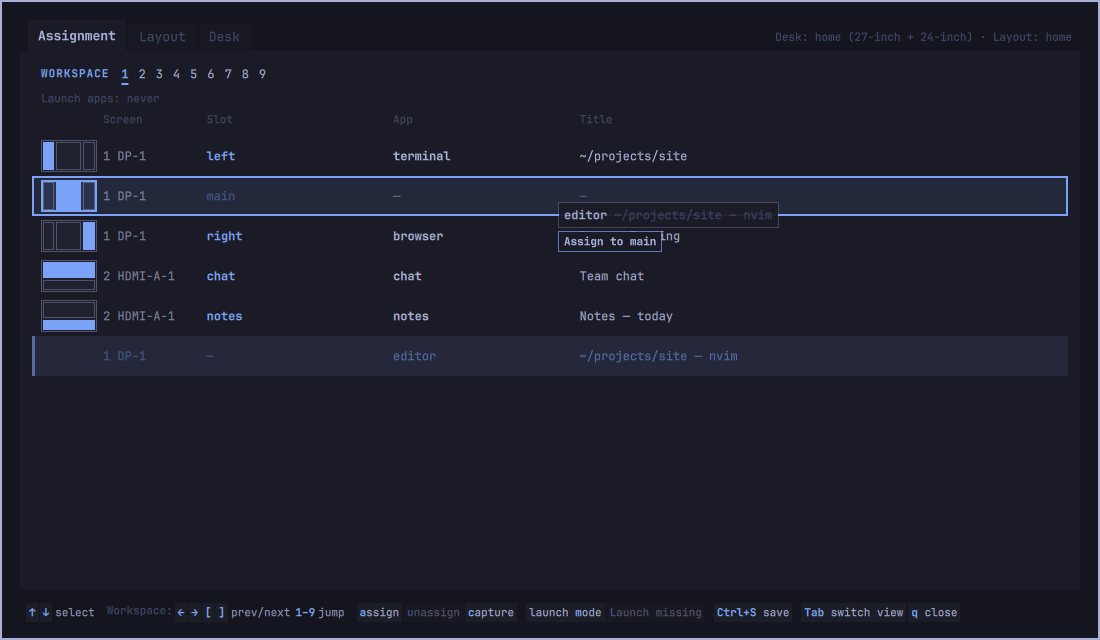 Assignment Layout Desk Desk: home (27-inch + 24-inch) · Layout: home
WORKSPACE 1 2 3 4 5 6 7 8 9
Launch apps: never
Screen Slot App Title
1 DP-1 left terminal ~/projects/site
1 DP-1 main — —
editor ~/projects/site — nvim
1 DP-1 right browser
Assign to main
2 HDMI-A-1 chat chat Team chat
2 HDMI-A-1 notes notes Notes — today
1 DP-1 — editor ~/projects/site — nvim
↑ ↓ select Workspace: ← → [ ] prev/next 1-9 jump assign unassign capture launch mode Launch missing Ctrl+S save Tab switch view q close